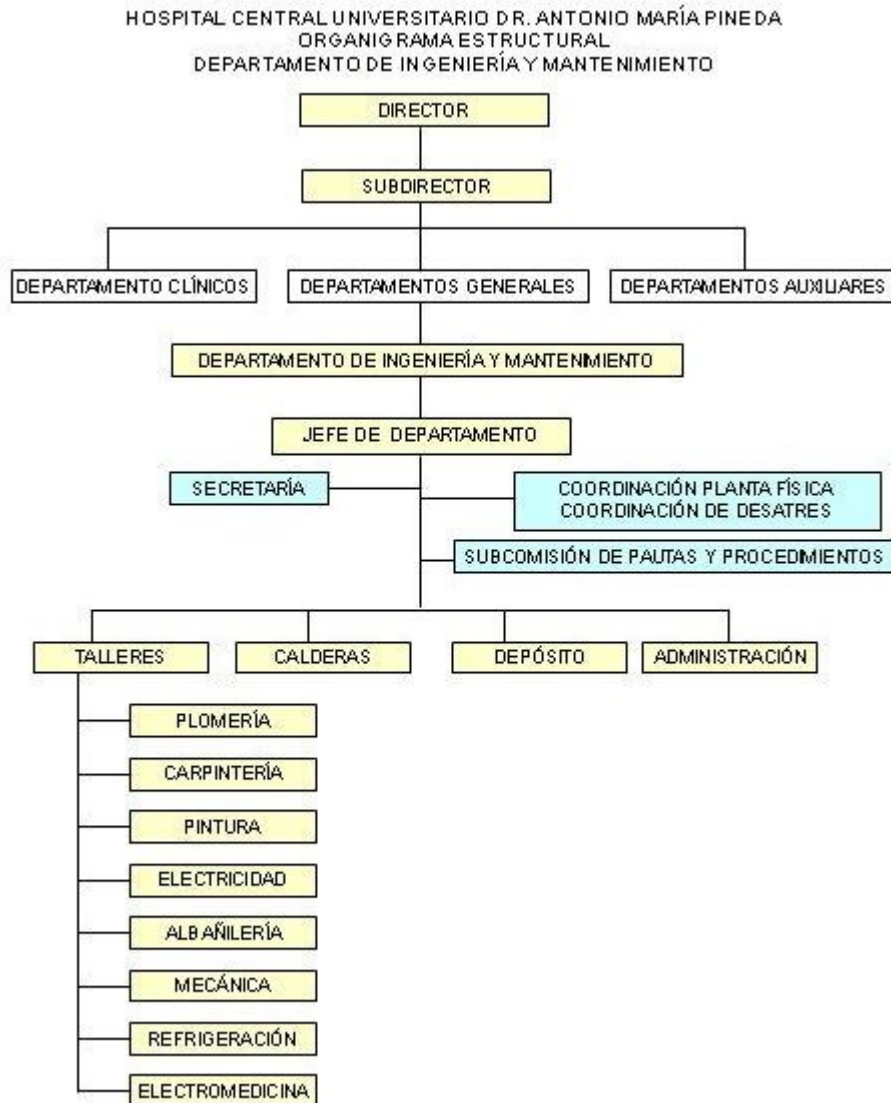 HOSPITAL CENTRAL UNIVERSITARIO DR. ANTONIO MARÍA PINEDA
ORGANIGRAMA ESTRUCTURAL
DEPARTAMENTO DE INGENIERÍA Y MANTENIMIENTO
DIRECTOR
SUBDIRECTOR
DEPARTAMENTO CLÍNICOS
DEPARTAMENTOS GENERALES
DEPARTAMENTOS AUXILIARES
DEPARTAMENTO DE INGENIERÍA Y MANTENIMIENTO
JEFE DE DEPARTAMENTO
SECRETARÍA
COORDINACIÓN PLANTA FÍSICA
COORDINACIÓN DE DESATRES
SUBCOMISIÓN DE PAUTAS Y PROCEDIMIENTOS
TALLERES
CALDERAS
DEPÓSITO
ADMINISTRACIÓN
PLOMERÍA
CARPINTERÍA
PINTURA
ELECTRICIDAD
ALBAÑILERÍA
MECÁNICA
REFRIGERACIÓN
ELECTROMEDICINA